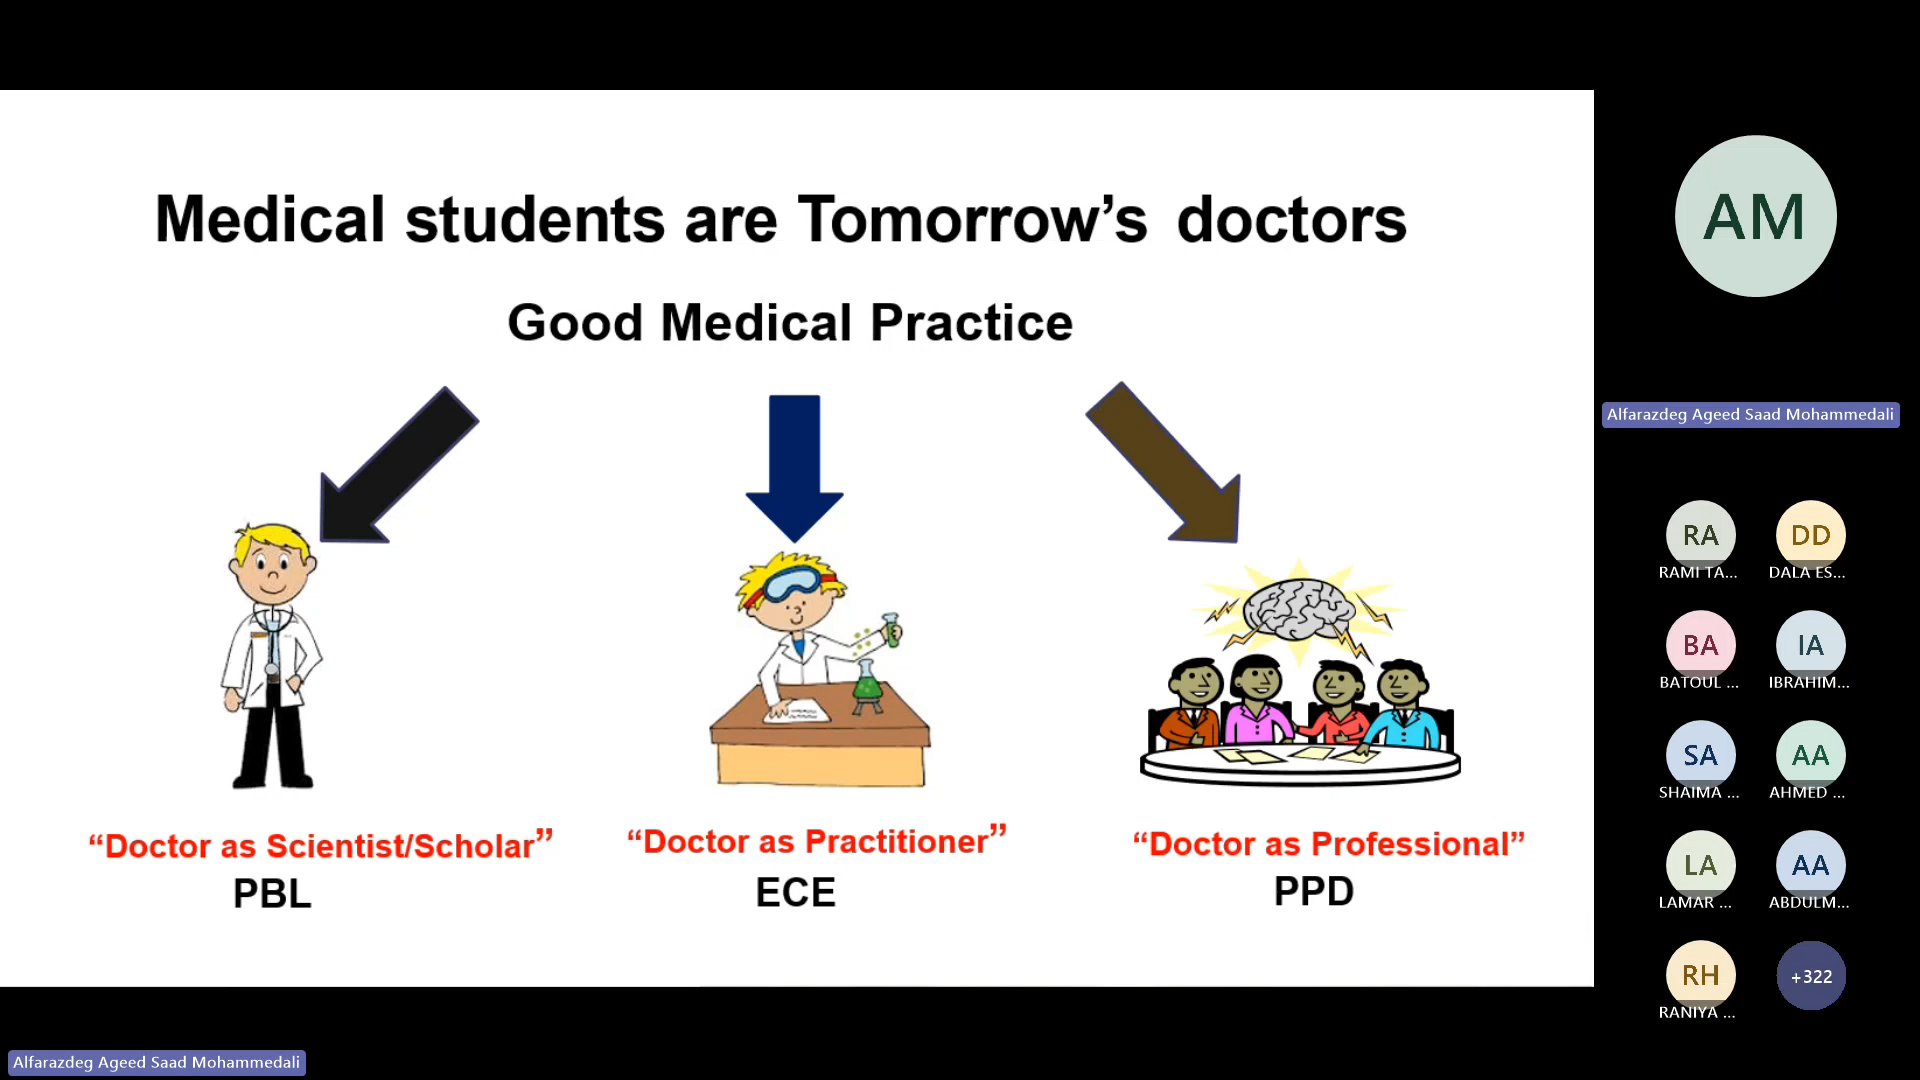 Medical students are Tomorrow’s doctors
Good Medical Practice
“Doctor as Scientist/Scholar”
PBL
“Doctor as Practitioner”
ECE
“Doctor as Professional”
PPD
AM
Alfarazdeg Ageed Saad Mohammedali
RA
RAMI TA...
DD
DALA ES...
BA
BATOUL ...
IA
IBRAHIM...
SA
SHAIMA ...
AA
AHMED ...
LA
LAMAR ...
AA
ABDULM...
RH
RANIYA ...
+322
Alfarazdeg Ageed Saad Mohammedali